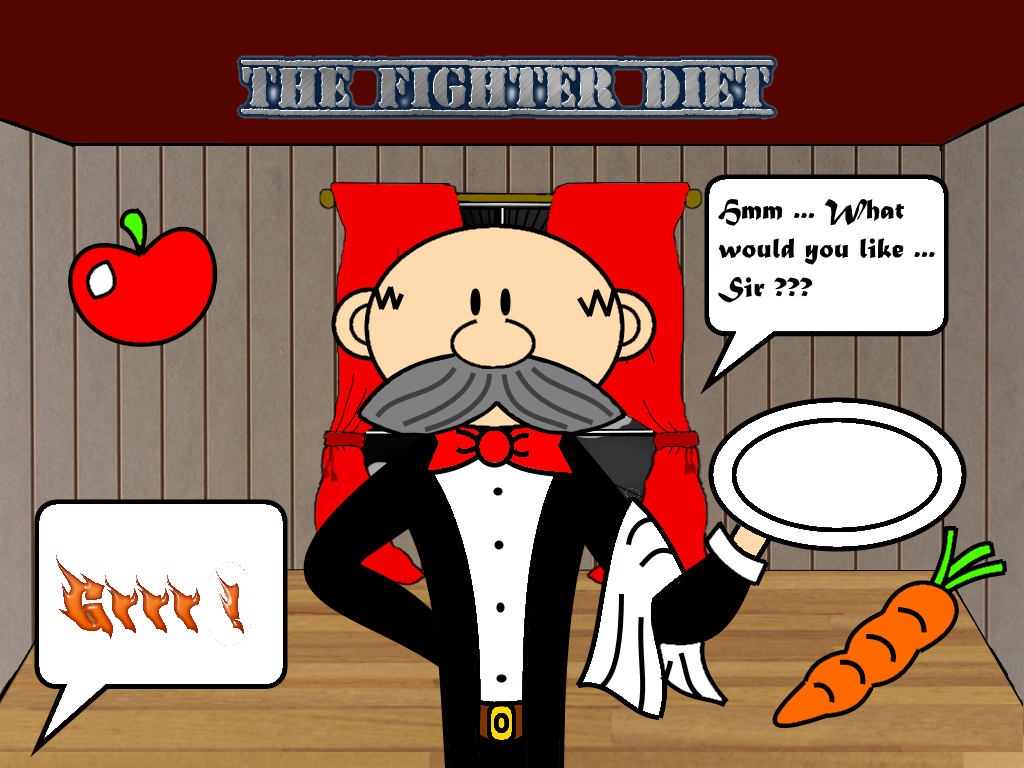 THE FIGHTER DIET
Hmm ... What
would you like ...
Sir ???
Grrr !